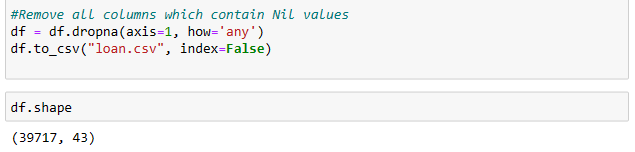 #Remove all columns which contain Nil values
df = df.dropna(axis=1, how='any')
df.to_csv("loan.csv", index=False)
df.shape
(39717, 43)